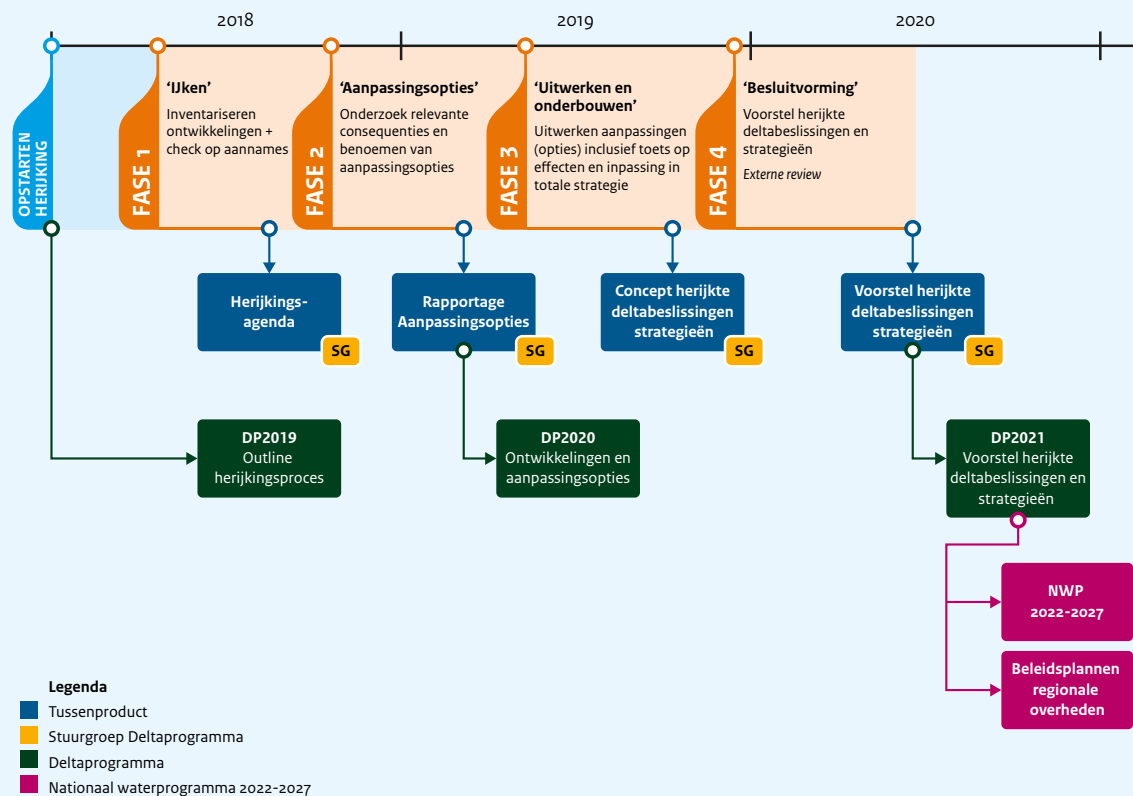 2018
2019
2020
OPSTARTEN
HERIJKING
FASE 1
‘IJken’
Inventariseren
ontwikkelingen +
check op aannames
FASE 2
‘Aanpassingsopties’
Onderzoek relevante
consequenties en
benoemen van
aanpassingsopties
FASE 3
‘Uitwerken en
onderbouwen’
Uitwerken aanpassingen
(opties) inclusief toets op
effecten en inpassing in
totale strategie
FASE 4
‘Besluitvorming’
Voorstel herijkte
deltabeslissingen en
strategieën
Externe review
Herijkings-
agenda
SG
Rapportage
Aanpassingsopties
SG
Concept herijkte
deltabeslissingen
strategieën
SG
Voorstel herijkte
deltabeslissingen
strategieën
SG
DP2019
Outline
herijkingsproces
DP2020
Ontwikkelingen en
aanpassingsopties
DP2021
Voorstel herijkte
deltabeslissingen en
strategieën
NWP
2022-2027
Beleidsplannen
regionale
overheden
Legenda
Tussenproduct
Stuurgroep Deltaprogramma
Deltaprogramma
Nationaal waterprogramma 2022-2027